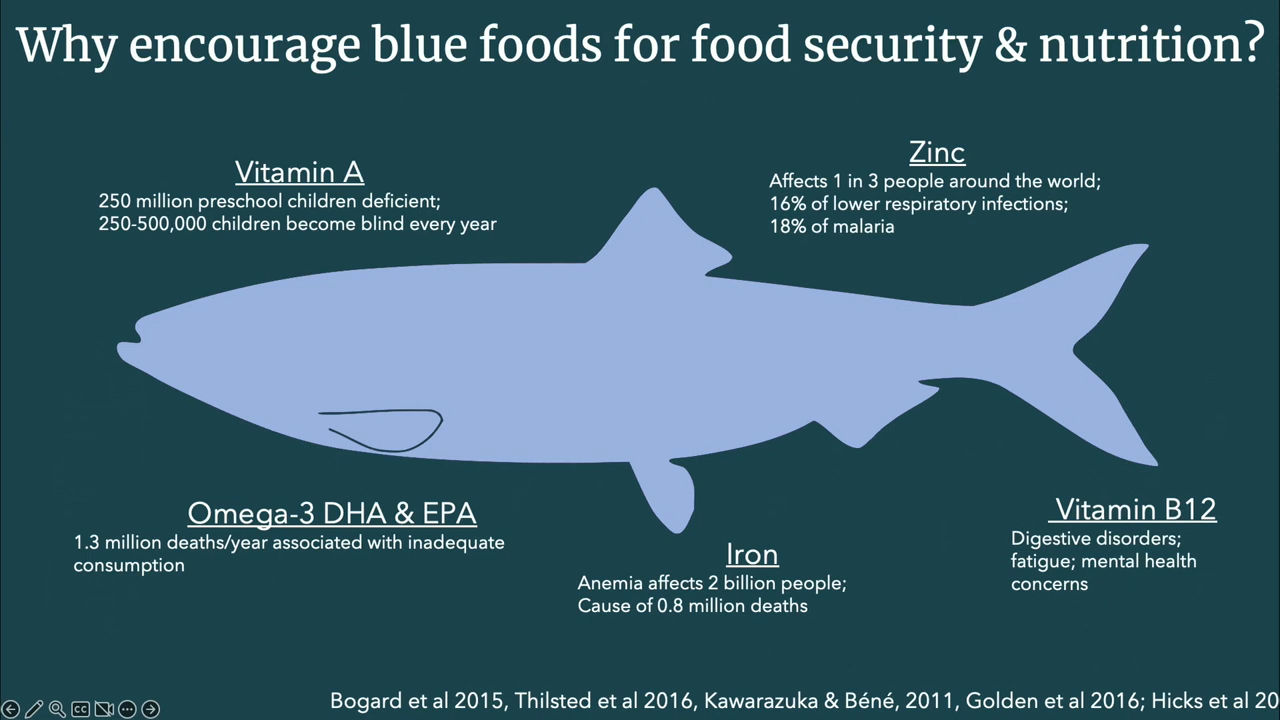 Why encourage blue foods for food security & nutrition?
Vitamin A
250 million preschool children deficient;
250-500,000 children become blind every year
Zinc
Affects 1 in 3 people around the world;
16% of lower respiratory infections;
18% of malaria
Omega-3 DHA & EPA
1.3 million deaths/year associated with inadequate
consumption
Iron
Anemia affects 2 billion people;
Cause of 0.8 million deaths
Vitamin B12
Digestive disorders;
fatigue; mental health
concerns
CC
Bogard et al 2015, Thilsted et al 2016, Kawarazuka & Béné, 2011, Golden et al 2016; Hicks et al 20